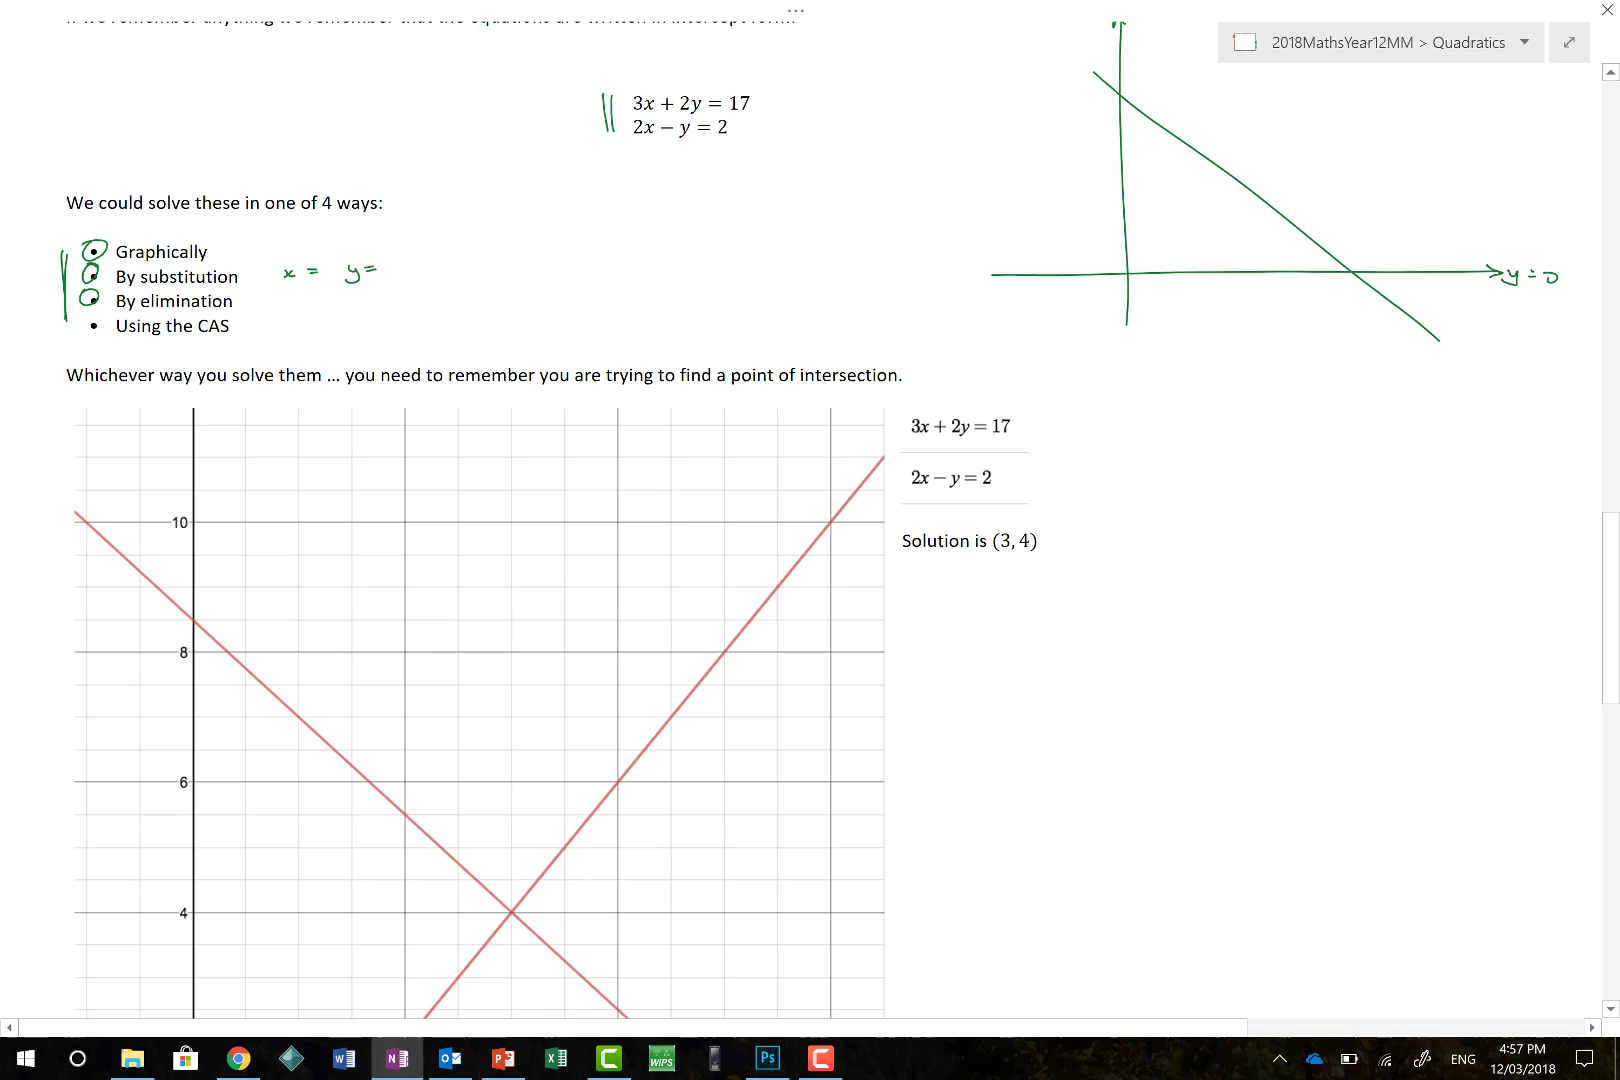 2018MathsYear12MM > Quadratics
3x + 2y = 17
2x − y = 2
We could solve these in one of 4 ways:
• Graphically
• By substitution x = y =
• By elimination
• Using the CAS
y = 0
Whichever way you solve them ... you need to remember you are trying to find a point of intersection.
3x + 2y = 17
2x − y = 2
Solution is (3, 4)
10
8
6
4
WiPS
Ps
ENG
4:57 PM
12/03/2018